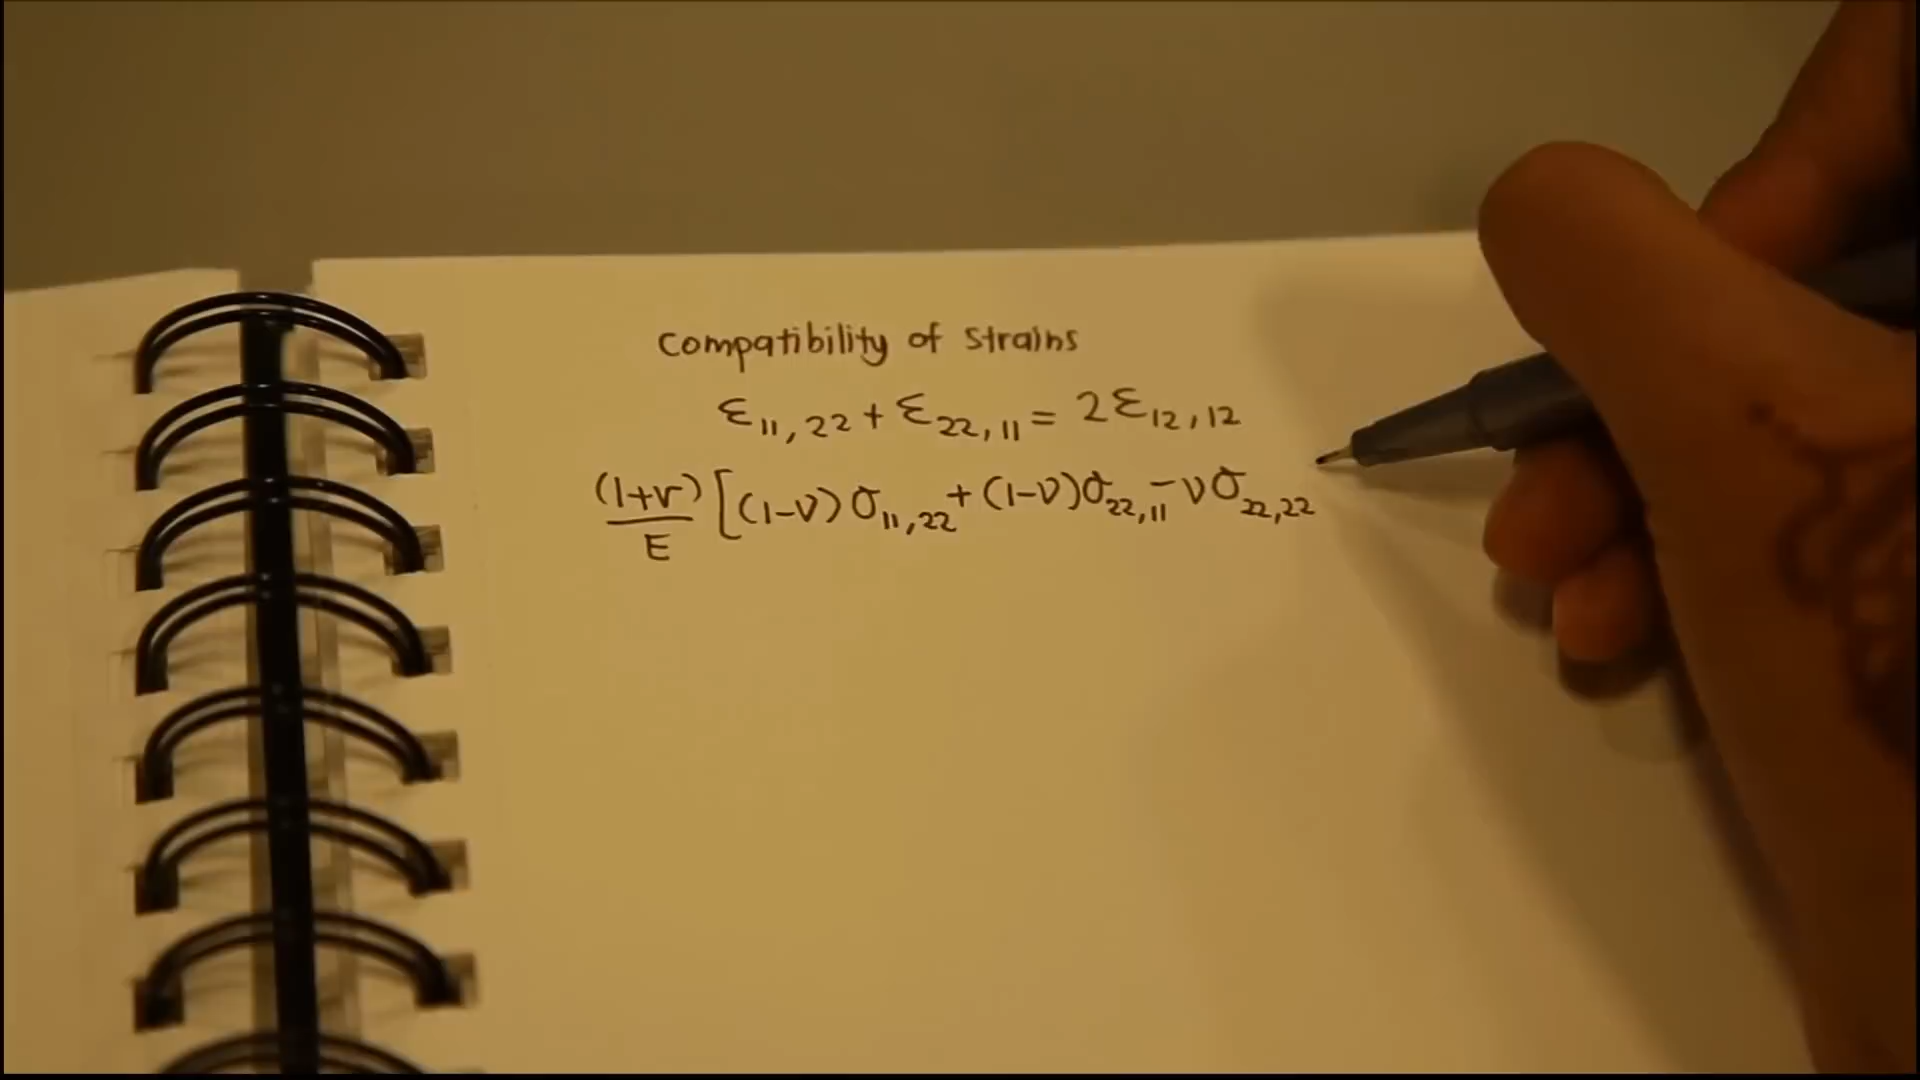 Compatibility of strains
ε₁₁,₂₂ + ε₂₂,₁₁ = 2ε₁₂,₁₂
(1+ν)/E [(1-ν)σ₁₁,₂₂ + (1-ν)σ₂₂,₁₁ - νσ₂₂,₂₂